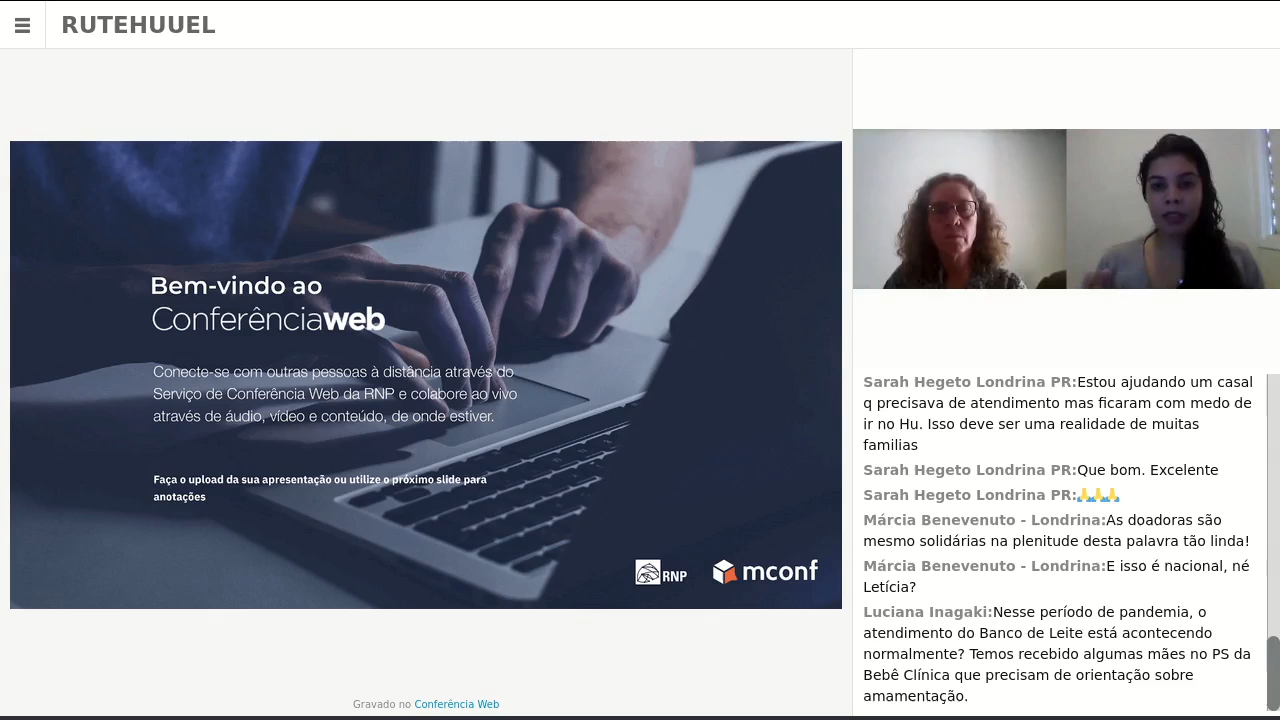 RUTEHUUEL
Bem-vindo ao
Conferênciaweb
Conecte-se com outras pessoas à distância através do
Serviço de Conferência Web da RNP e colabore ao vivo
através de áudio, vídeo e conteúdo, de onde estiver.
Faça o upload da sua apresentação ou utilize o próximo slide para
anotações
RNP
mconf
Gravado no Conferência Web
Sarah Hegeto Londrina PR:Estou ajudando um casal
q precisava de atendimento mas ficaram com medo de
ir no Hu. Isso deve ser uma realidade de muitas
familias
Sarah Hegeto Londrina PR:Que bom. Excelente
Sarah Hegeto Londrina PR:🙏🙏🙏
Márcia Benevenuto - Londrina:As doadoras são
mesmo solidárias na plenitude desta palavra tão linda!
Márcia Benevenuto - Londrina:E isso é nacional, né
Letícia?
Luciana Inagaki:Nesse período de pandemia, o
atendimento do Banco de Leite está acontecendo
normalmente? Temos recebido algumas mães no PS da
Bebê Clínica que precisam de orientação sobre
amamentação.